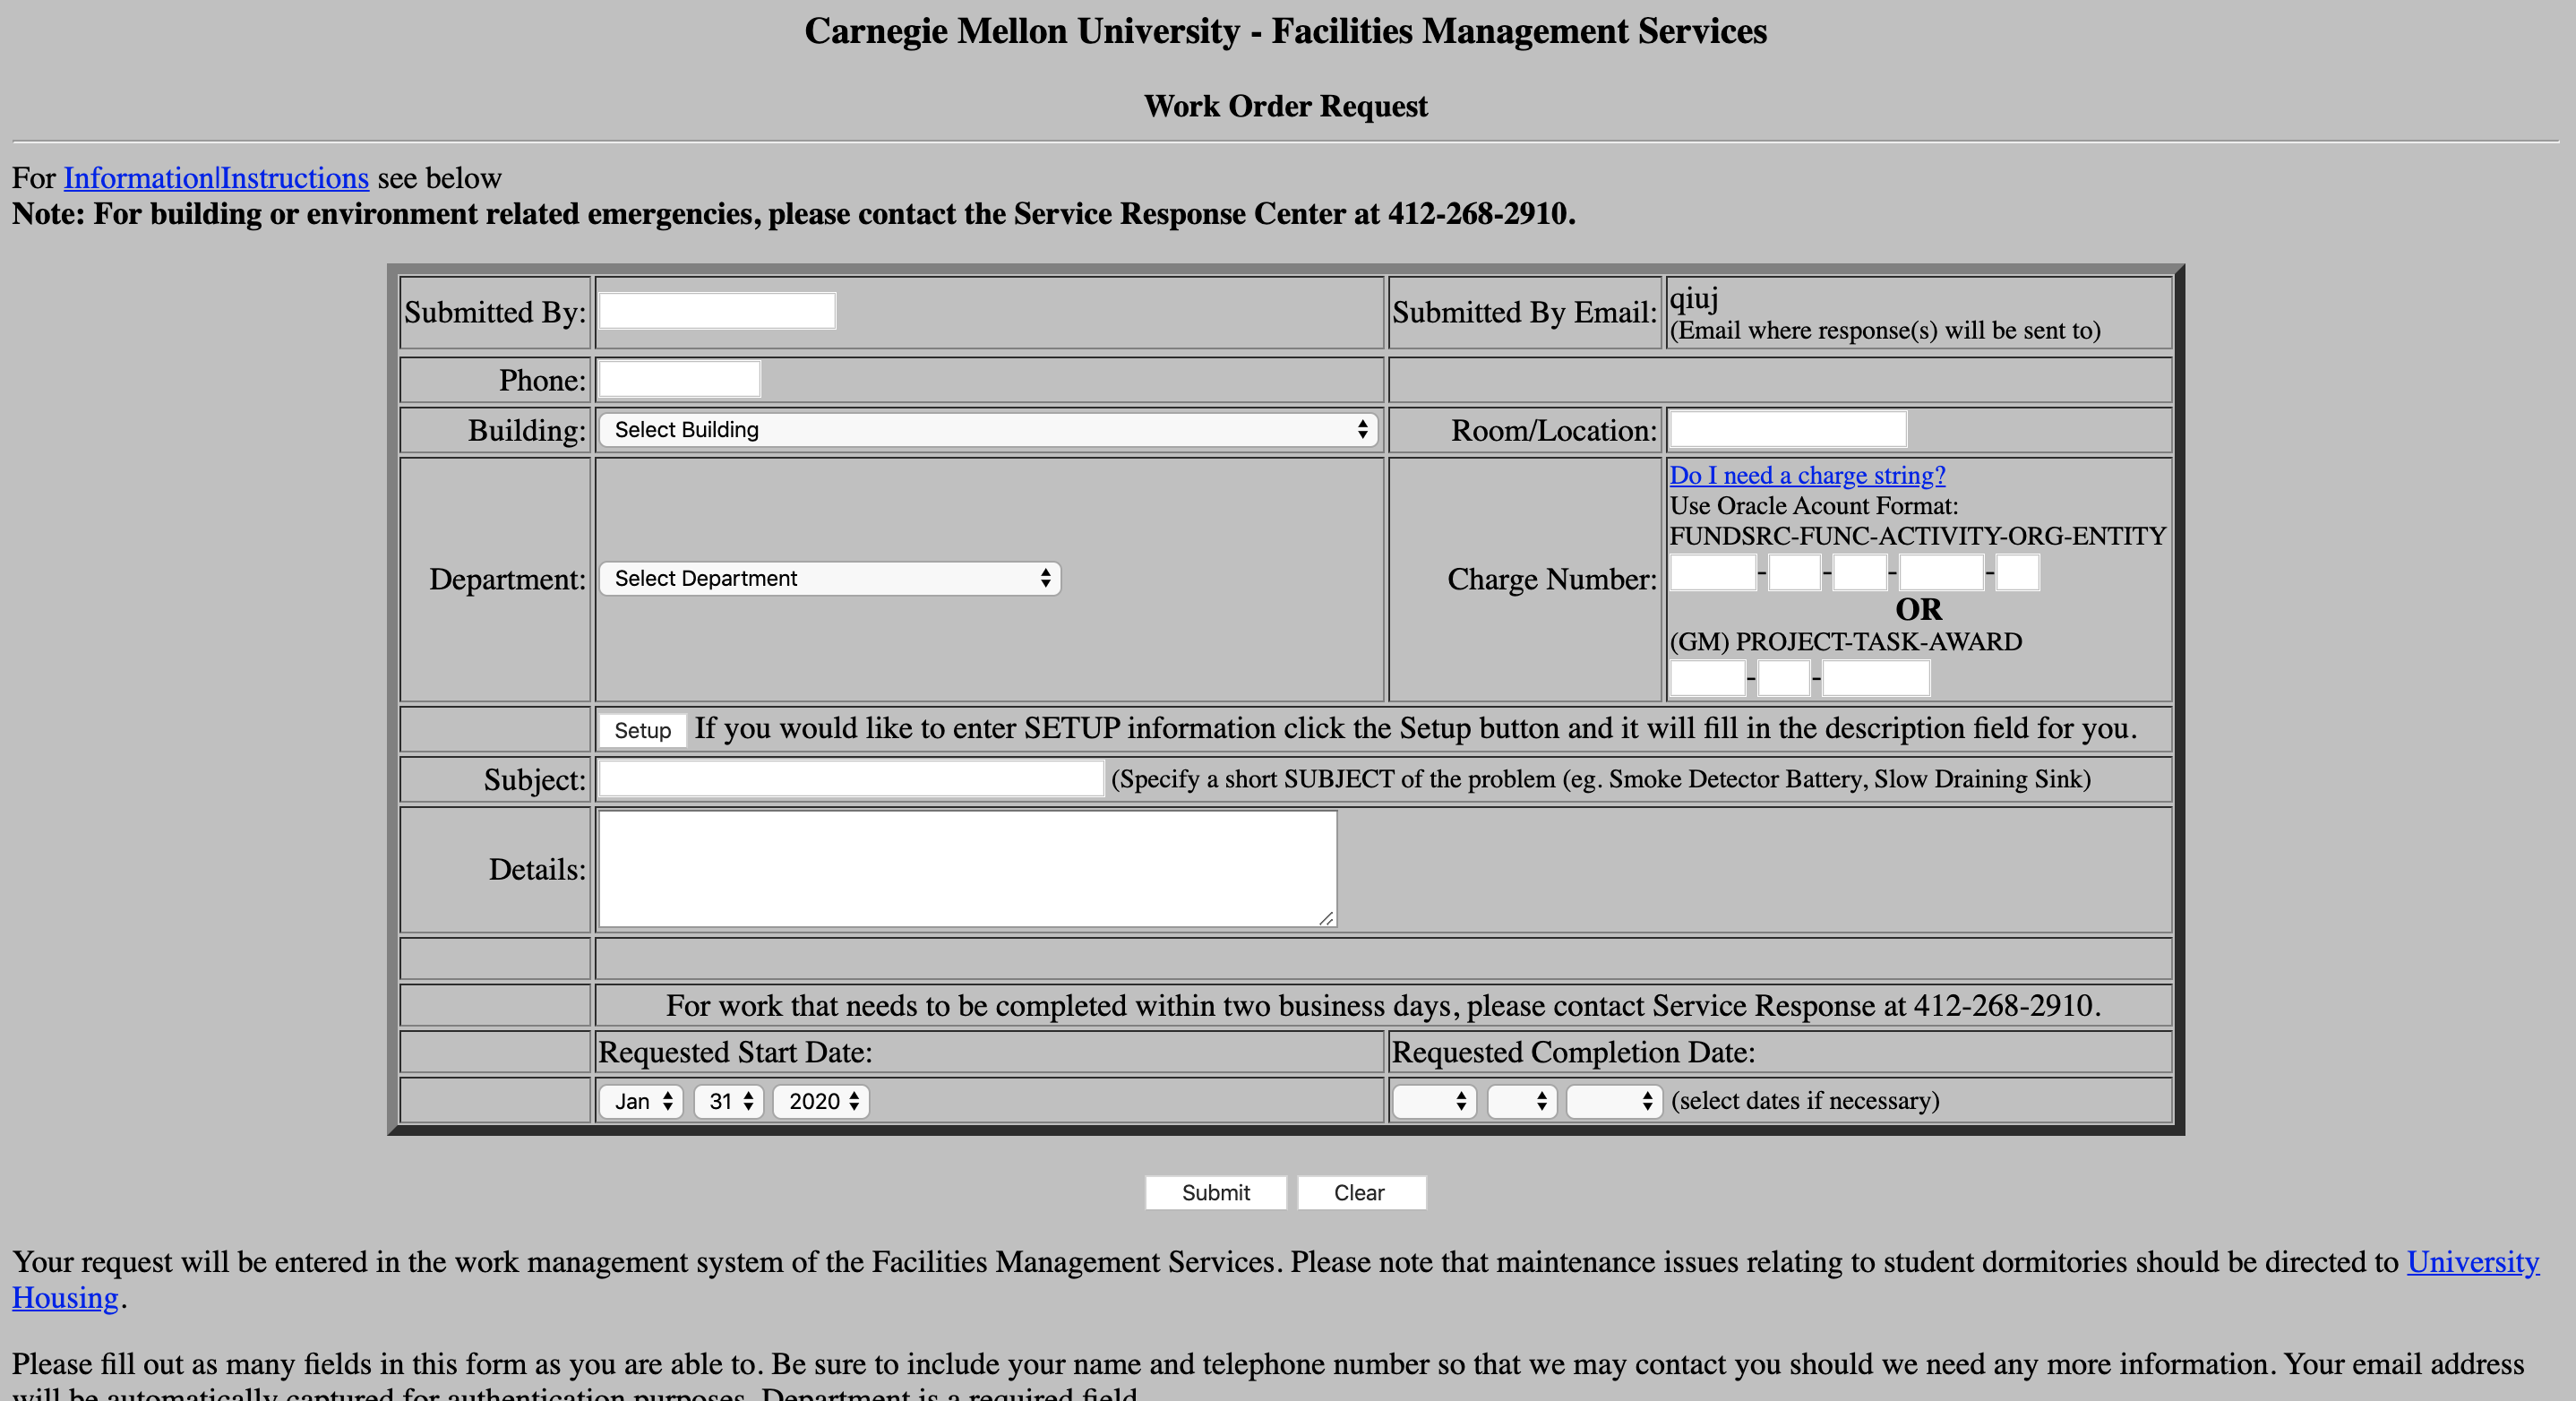 Carnegie Mellon University - Facilities Management Services
Work Order Request
For Information|Instructions see below
Note: For building or environment related emergencies, please contact the Service Response Center at 412-268-2910.
Submitted By:
Submitted By Email:
qiuj
(Email where response(s) will be sent to)
Phone:
Building:
Select Building
Room/Location:
Department:
Select Department
Charge Number:
Do I need a charge string?
Use Oracle Acount Format:
FUNDSRC-FUNC-ACTIVITY-ORG-ENTITY
- - - -
OR
(GM) PROJECT-TASK-AWARD
- -
Setup If you would like to enter SETUP information click the Setup button and it will fill in the description field for you.
Subject:
(Specify a short SUBJECT of the problem (eg. Smoke Detector Battery, Slow Draining Sink)
Details:
For work that needs to be completed within two business days, please contact Service Response at 412-268-2910.
Requested Start Date:
Requested Completion Date:
Jan 31 2020
(select dates if necessary)
Submit Clear
Your request will be entered in the work management system of the Facilities Management Services. Please note that maintenance issues relating to student dormitories should be directed to University
Housing.
Please fill out as many fields in this form as you are able to. Be sure to include your name and telephone number so that we may contact you should we need any more information. Your email address
will be automatically captured for authentication purposes. Department is a required field.